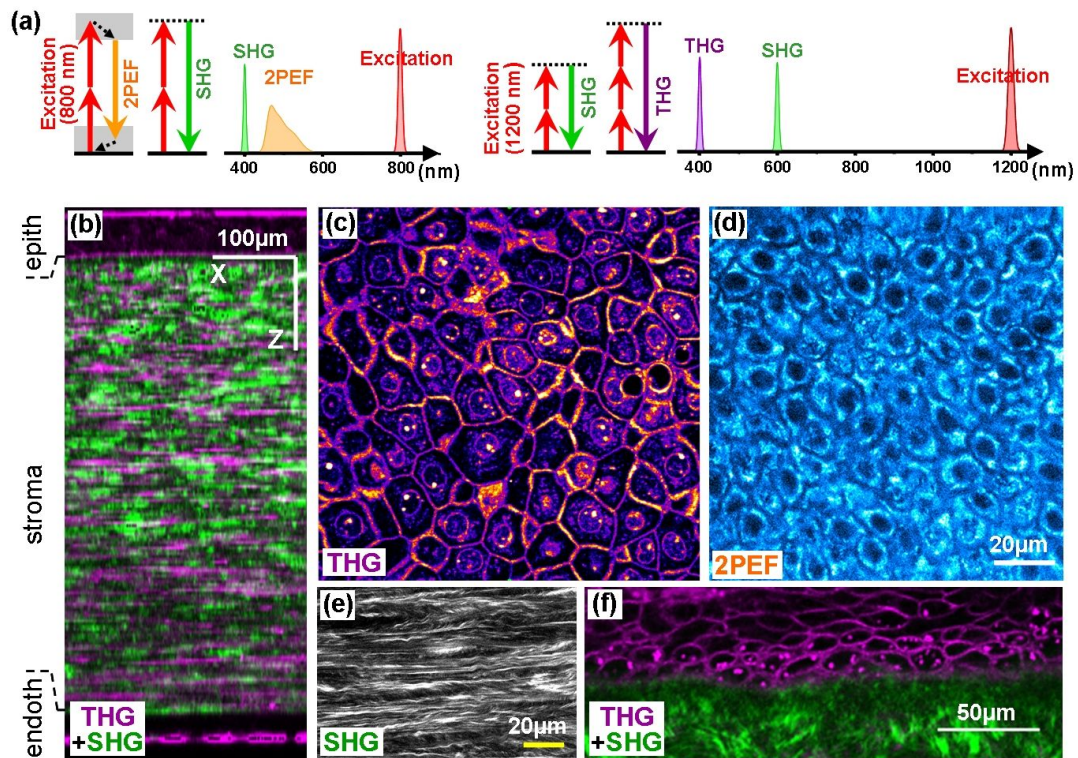 (a)
Excitation
(800 nm)
2PEF
SHG
SHG
2PEF
Excitation
400
600
800
(nm)
Excitation
(1200 nm)
SHG
THG
THG
SHG
Excitation
400
600
800
1000
1200
(nm)
epith
stroma
endoth
(b)
100µm
X
Z
THG
+SHG
(c)
THG
(d)
2PEF
20µm
(e)
SHG
20µm
(f)
THG
+SHG
50µm